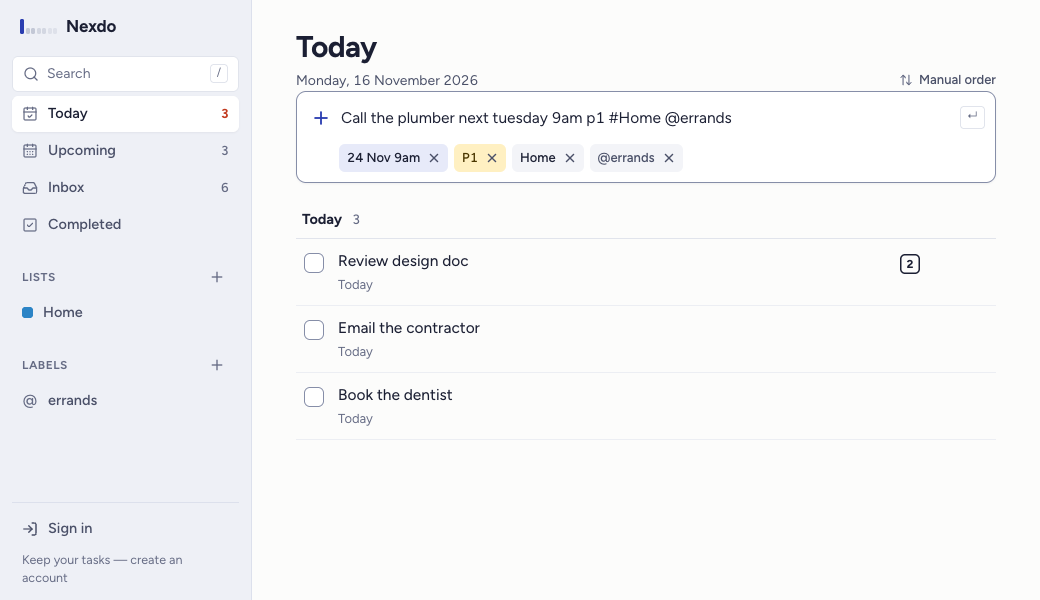 Nexdo
Search /
Today 3
Upcoming 3
Inbox 6
Completed
LISTS
Home
LABELS
@ errands
Sign in
Keep your tasks — create an
account
Today
Monday, 16 November 2026
Manual order
Call the plumber next tuesday 9am p1 #Home @errands
24 Nov 9am P1 Home @errands
Today 3
Review design doc 2
Today
Email the contractor
Today
Book the dentist
Today